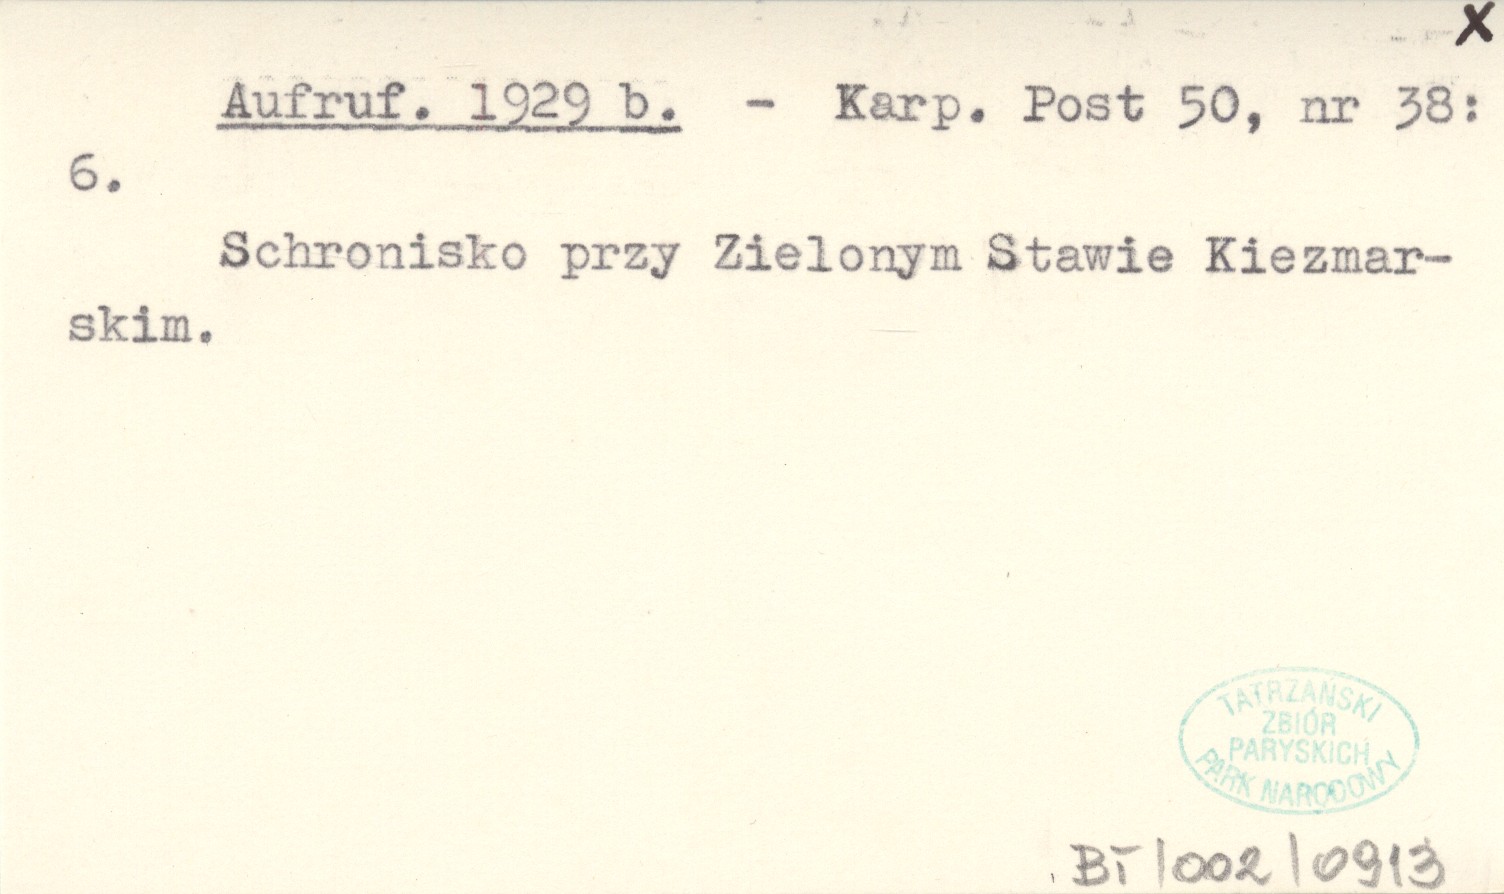 X
Aufruf. 1929 b. - Karp. Post 50, nr 38:
6.
Schronisko przy Zielonym Stawie Kiezmar-
skim.
TATRZAŃSKI
ZBIÓR
PARYSKICH
PARK NARODOWY
BT/002/0913